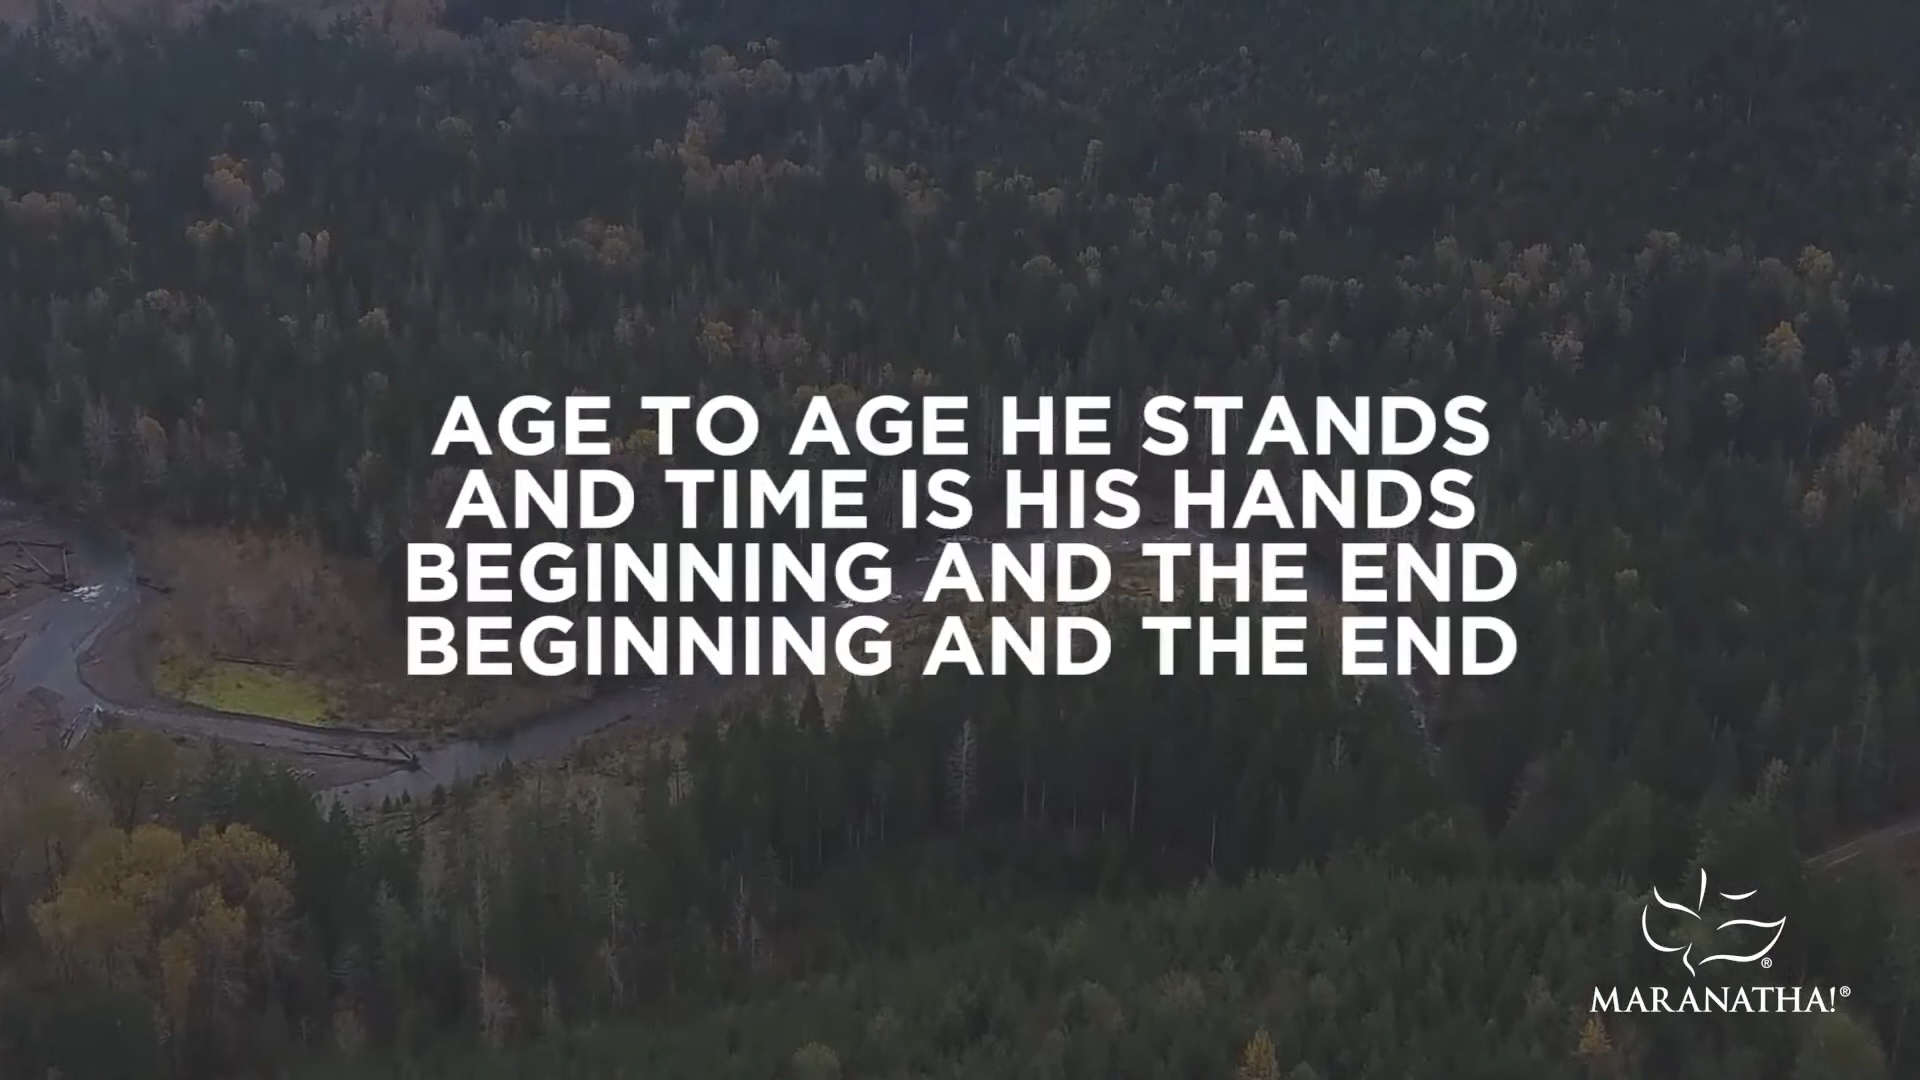 AGE TO AGE HE STANDS
AND TIME IS HIS HANDS
BEGINNING AND THE END
BEGINNING AND THE END
MARANATHA!®